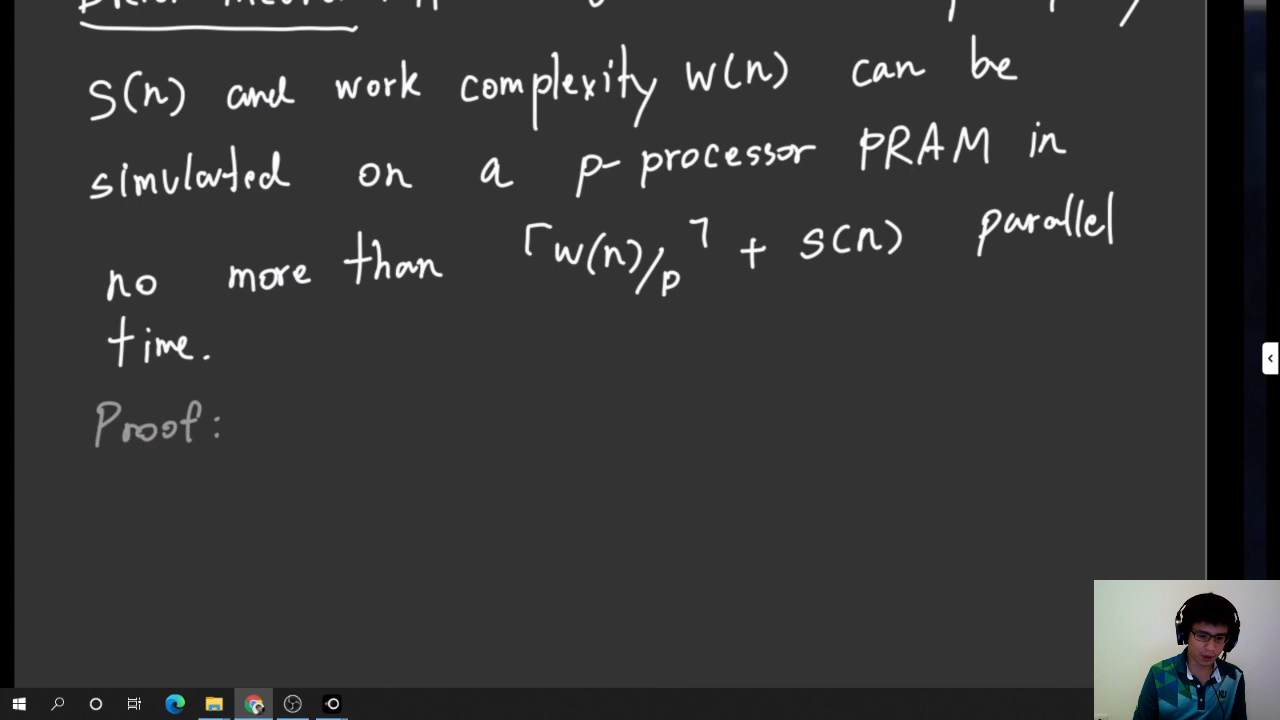 S(n) and work complexity W(n) can be
simulated on a p-processor PRAM in
no more than ⌈W(n)/p⌉ + S(n) parallel
time.
Proof: